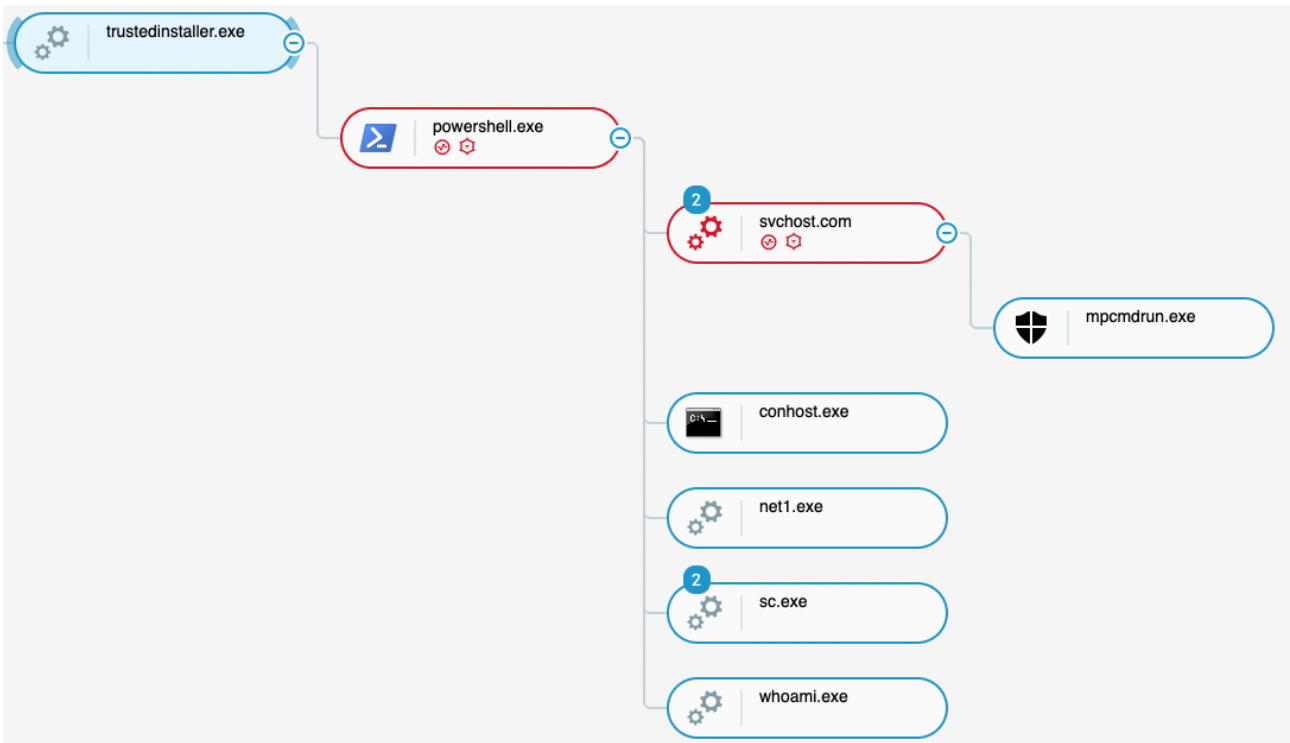 trustedinstaller.exe
powershell.exe
2
svchost.com
mpcmdrun.exe
C:\_
conhost.exe
net1.exe
2
sc.exe
whoami.exe